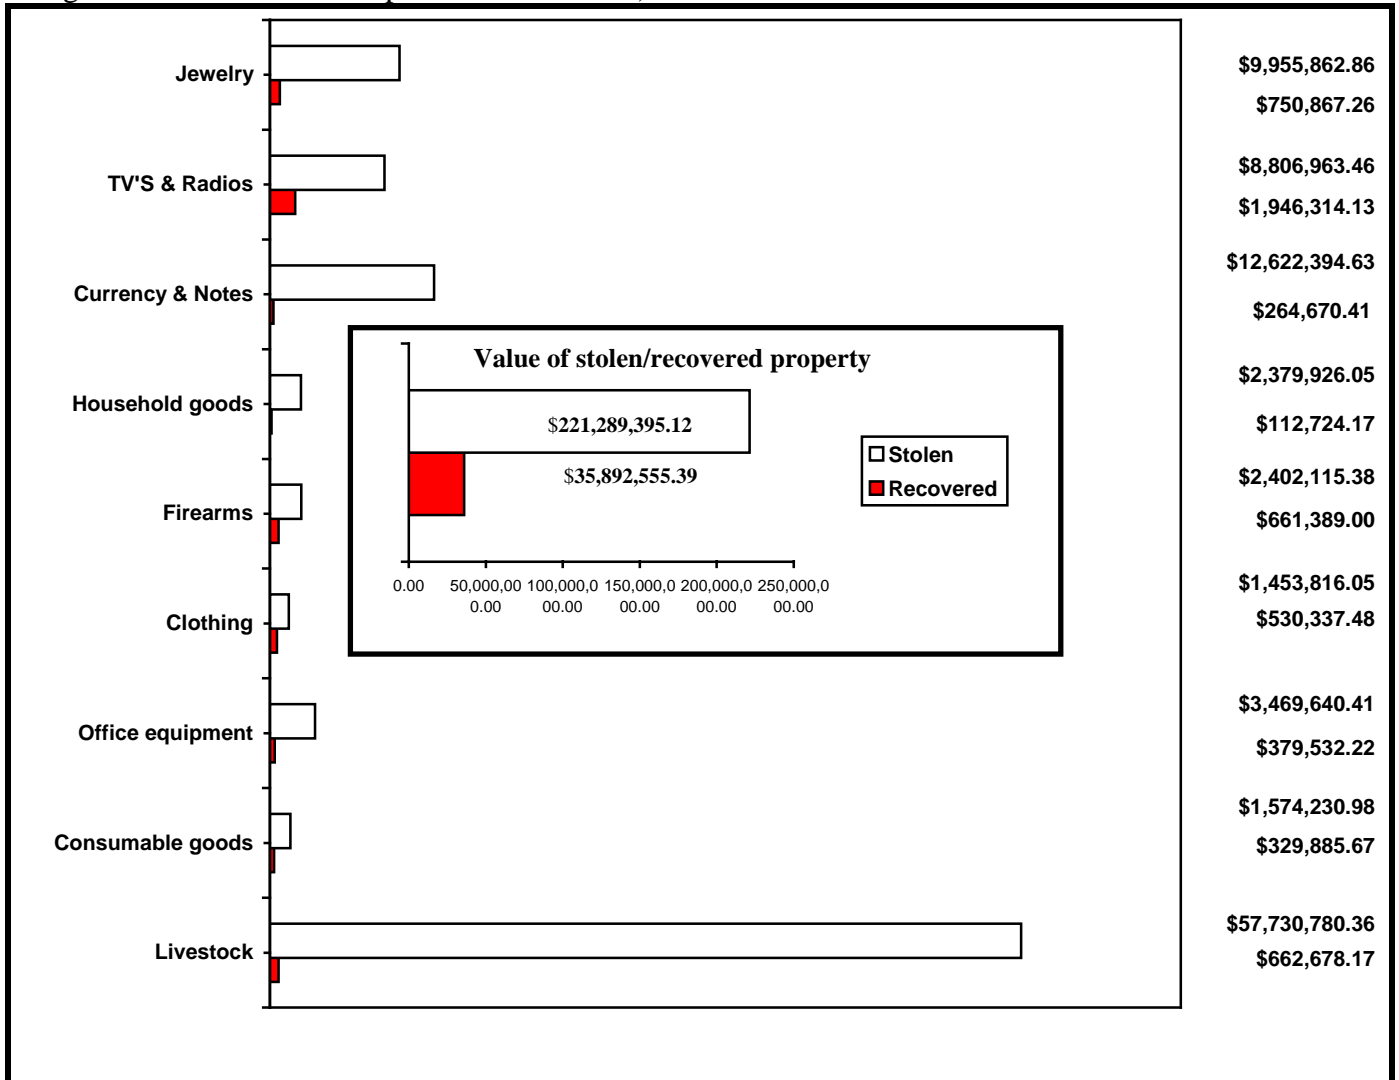 Jewelry
$9,955,862.86
$750,867.26
TV'S & Radios
$8,806,963.46
$1,946,314.13
Currency & Notes
$12,622,394.63
$264,670.41
Value of stolen/recovered property
Household goods
$2,379,926.05
$112,724.17
$221,289,395.12
$35,892,555.39
Stolen
Recovered
Firearms
$2,402,115.38
$661,389.00
0.00 50,000,00 100,000,0 150,000,0 200,000,0 250,000,0
0.00 00.00 00.00 00.00 00.00
Clothing
$1,453,816.05
$530,337.48
Office equipment
$3,469,640.41
$379,532.22
Consumable goods
$1,574,230.98
$329,885.67
Livestock
$57,730,780.36
$662,678.17